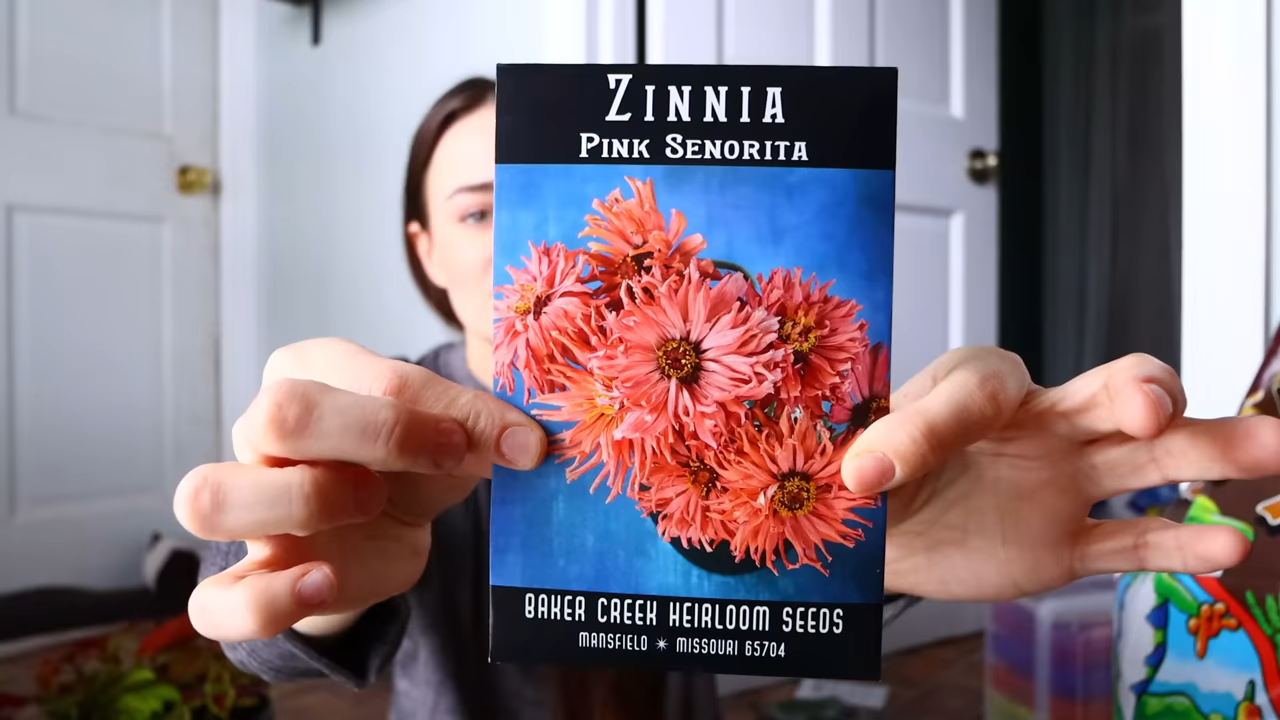 Zinnia
Pink Senorita
Baker Creek Heirloom Seeds
Mansfield ✴ Missouri 65704